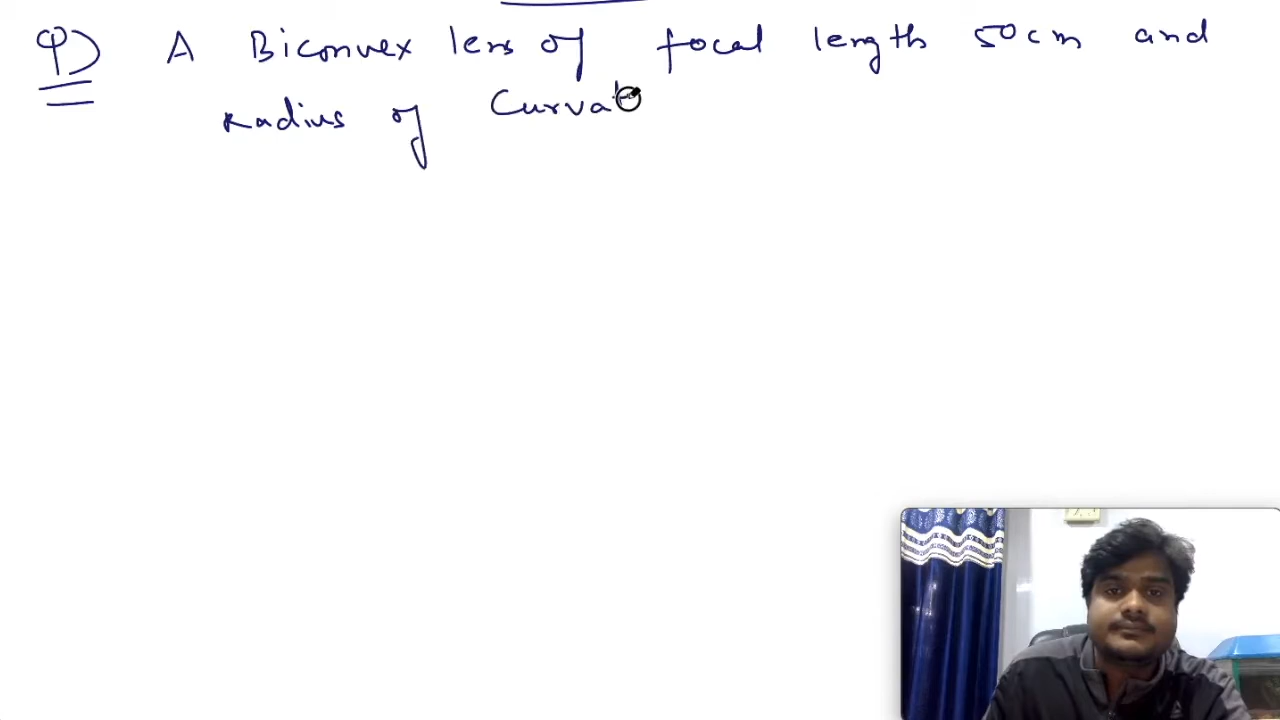 Q) A Biconvex lens of focal length 50cm and
radius of Curvat